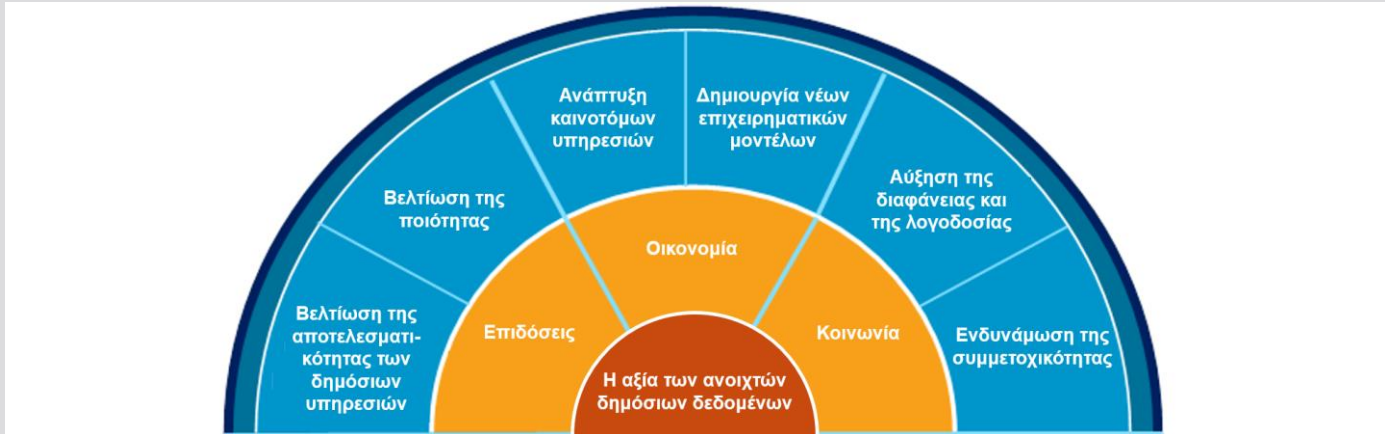 Ανάπτυξη
καινοτόμων
υπηρεσιών
Δημιουργία νέων
επιχειρηματικών
μοντέλων
Βελτίωση της
ποιότητας
Αύξηση της
διαφάνειας και
της λογοδοσίας
Οικονομία
Βελτίωση της
αποτελεσματι-
κότητας των
δημόσιων
υπηρεσιών
Επιδόσεις
Κοινωνία
Ενδυνάμωση της
συμμετοχικότητας
Η αξία των ανοιχτών
δημόσιων δεδομένων